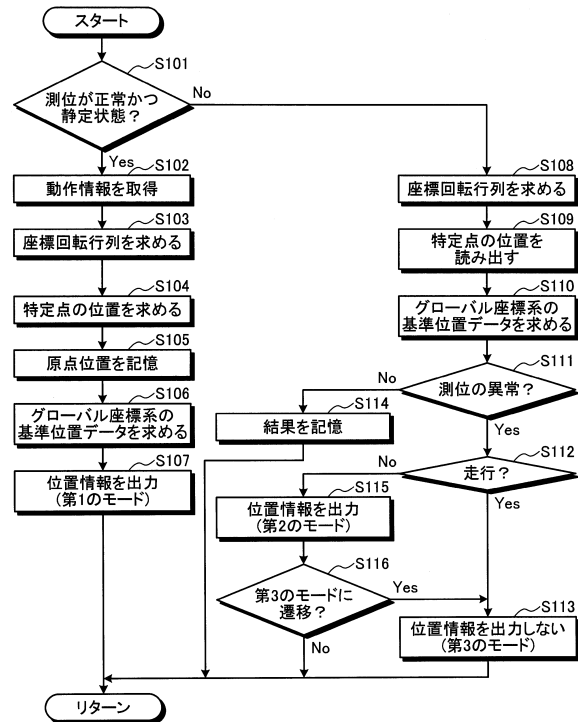 スタート
S101
測位が正常かつ
静定状態？
No
Yes
S102
動作情報を取得
S103
座標回転行列を求める
S104
特定点の位置を求める
S105
原点位置を記憶
S106
グローバル座標系の
基準位置データを求める
S107
位置情報を出力
(第1のモード)
S108
座標回転行列を求める
S109
特定点の位置を
読み出す
S110
グローバル座標系の
基準位置データを求める
S111
測位の異常？
No
Yes
S114
結果を記憶
S112
走行？
No
Yes
S115
位置情報を出力
(第2のモード)
S116
第3のモードに
遷移？
Yes
No
S113
位置情報を出力しない
(第3のモード)
リターン